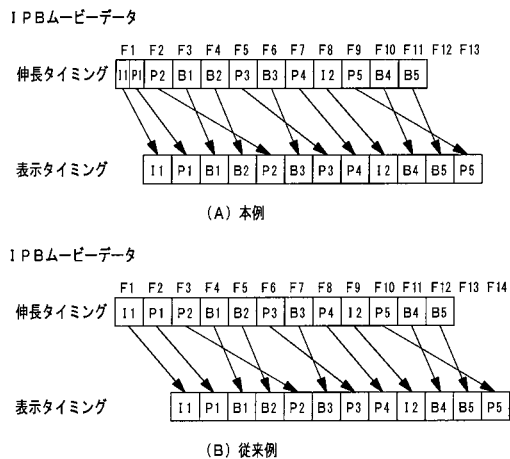 IPBムービーデータ
F1 F2 F3 F4 F5 F6 F7 F8 F9 F10 F11 F12 F13
伸長タイミング I1 P1 P2 B1 B2 P3 B3 P4 I2 P5 B4 B5
表示タイミング I1 P1 B1 B2 P2 B3 P3 P4 I2 B4 B5 P5
(A) 本例
IPBムービーデータ
F1 F2 F3 F4 F5 F6 F7 F8 F9 F10 F11 F12 F13 F14
伸長タイミング I1 P1 P2 B1 B2 P3 B3 P4 I2 P5 B4 B5
表示タイミング I1 P1 B1 B2 P2 B3 P3 P4 I2 B4 B5 P5
(B) 従来例